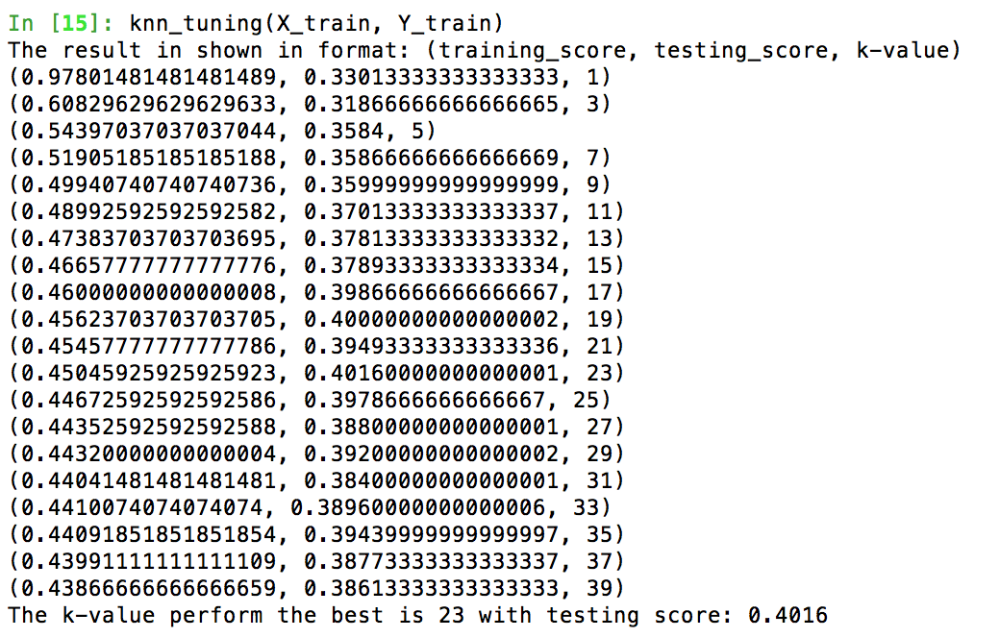 In [15]: knn_tuning(X_train, Y_train)
The result in shown in format: (training_score, testing_score, k-value)
(0.97801481481481489, 0.33013333333333333, 1)
(0.60829629629629633, 0.31866666666666665, 3)
(0.54397037037037044, 0.3584, 5)
(0.51905185185185188, 0.35866666666666669, 7)
(0.49940740740740736, 0.35999999999999999, 9)
(0.48992592592592582, 0.37013333333333337, 11)
(0.47383703703703695, 0.37813333333333332, 13)
(0.46657777777777776, 0.37893333333333334, 15)
(0.46000000000000008, 0.39866666666666667, 17)
(0.45623703703703705, 0.40000000000000002, 19)
(0.45457777777777786, 0.39493333333333336, 21)
(0.45045925925925923, 0.40160000000000001, 23)
(0.44672592592592586, 0.3978666666666667, 25)
(0.44352592592592588, 0.38800000000000001, 27)
(0.44320000000000004, 0.39200000000000002, 29)
(0.44041481481481481, 0.38400000000000001, 31)
(0.4410074074074074, 0.38960000000000006, 33)
(0.44091851851851854, 0.39439999999999997, 35)
(0.43991111111111109, 0.38773333333333337, 37)
(0.43866666666666659, 0.38613333333333333, 39)
The k-value perform the best is 23 with testing score: 0.4016